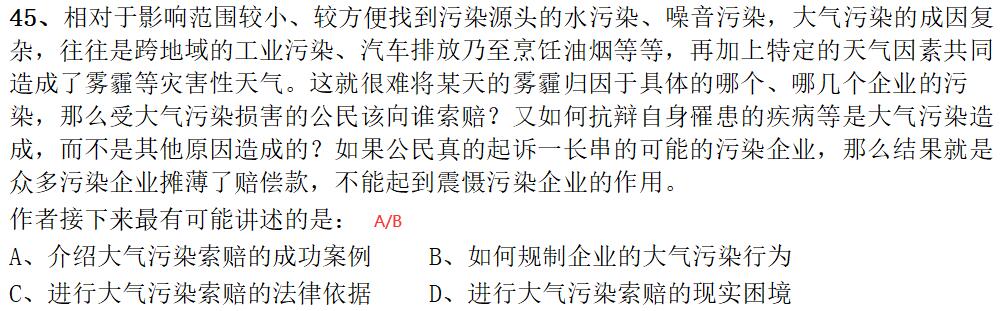 45、相对于影响范围较小、较方便找到污染源头的水污染、噪音污染，大气污染的成因复
杂，往往是跨地域的工业污染、汽车排放乃至烹饪油烟等等，再加上特定的天气因素共同
造成了雾霾等灾害性天气。这就很难将某天的雾霾归因于具体的哪个、哪几个企业的污
染，那么受大气污染损害的公民该向谁索赔？又如何抗辩自身罹患的疾病等是大气污染造
成，而不是其他原因造成的？如果公民真的起诉一长串的可能的污染企业，那么结果就是
众多污染企业摊薄了赔偿款，不能起到震慑污染企业的作用。
作者接下来最有可能讲述的是： A/B
A、介绍大气污染索赔的成功案例 B、如何规制企业的大气污染行为
C、进行大气污染索赔的法律依据 D、进行大气污染索赔的现实困境